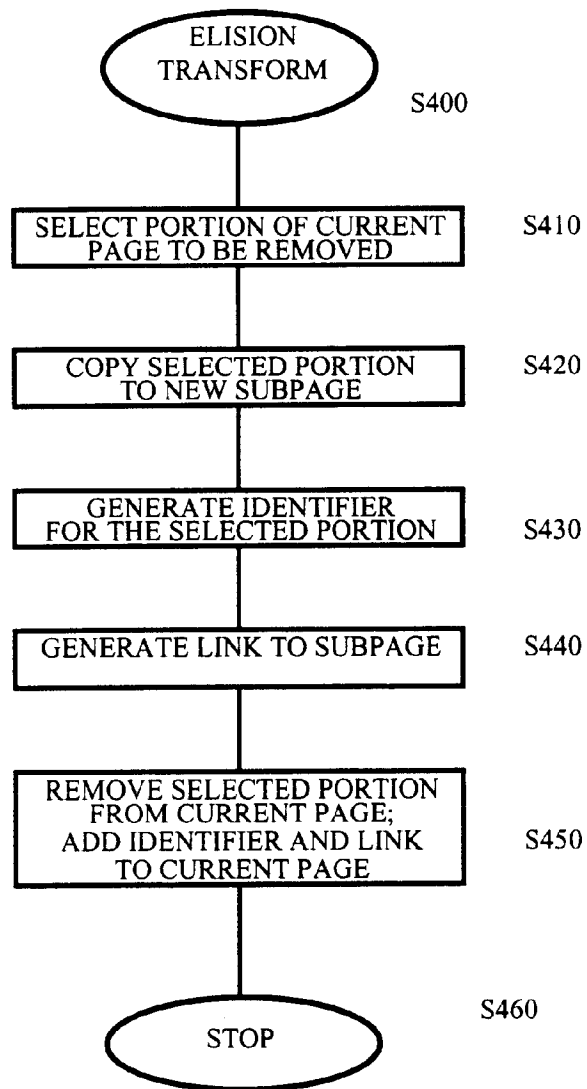 ELISION
TRANSFORM
S400
SELECT PORTION OF CURRENT
PAGE TO BE REMOVED
S410
COPY SELECTED PORTION
TO NEW SUBPAGE
S420
GENERATE IDENTIFIER
FOR THE SELECTED PORTION
S430
GENERATE LINK TO SUBPAGE
S440
REMOVE SELECTED PORTION
FROM CURRENT PAGE;
ADD IDENTIFIER AND LINK
TO CURRENT PAGE
S450
S460
STOP